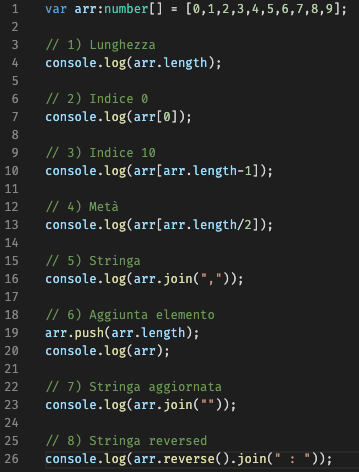 1 var arr:number[] = [0,1,2,3,4,5,6,7,8,9];
2
3 // 1) Lunghezza
4 console.log(arr.length);
5
6 // 2) Indice 0
7 console.log(arr[0]);
8
9 // 3) Indice 10
10 console.log(arr[arr.length-1]);
11
12 // 4) Metà
13 console.log(arr[arr.length/2]);
14
15 // 5) Stringa
16 console.log(arr.join(","));
17
18 // 6) Aggiunta elemento
19 arr.push(arr.length);
20 console.log(arr);
21
22 // 7) Stringa aggiornata
23 console.log(arr.join(""));
24
25 // 8) Stringa reversed
26 console.log(arr.reverse().join(" : "));